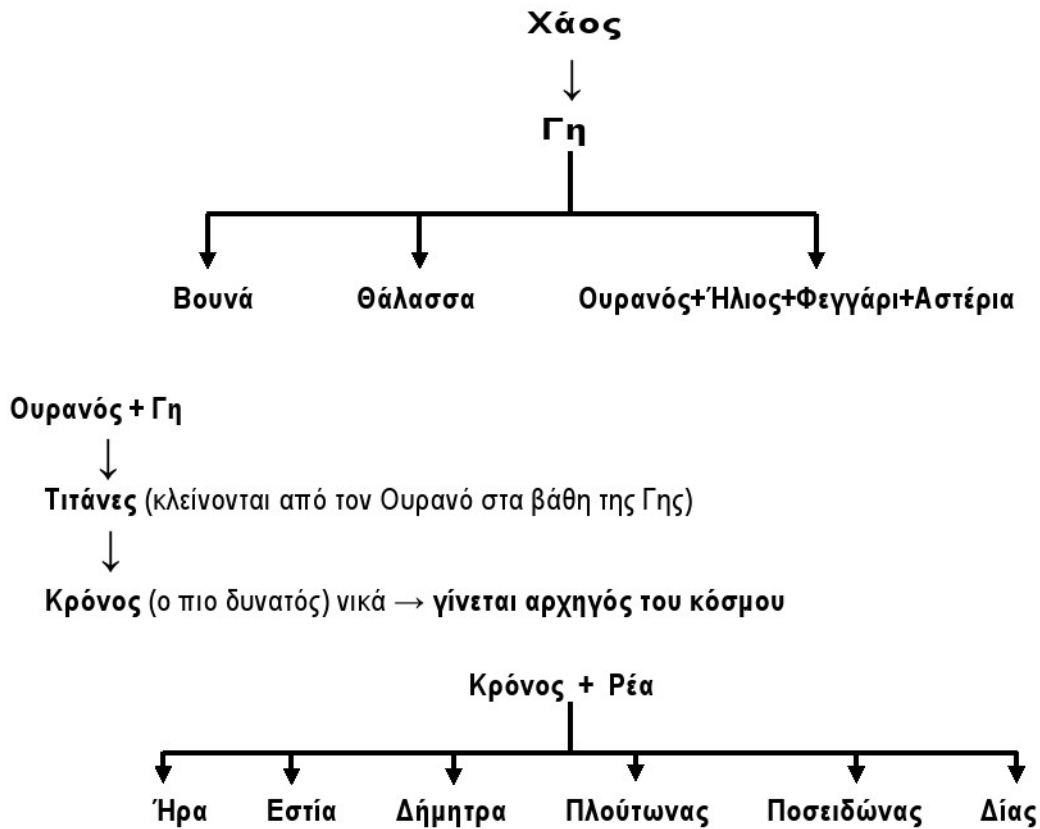 Χάος
↓
Γη
Βουνά Θάλασσα Ουρανός+Ήλιος+Φεγγάρι+Αστέρια
Ουρανός + Γη
↓
Τιτάνες (κλείνονται από τον Ουρανό στα βάθη της Γης)
↓
Κρόνος (ο πιο δυνατός) νικά → γίνεται αρχηγός του κόσμου
Κρόνος + Ρέα
Ήρα Εστία Δήμητρα Πλούτωνας Ποσειδώνας Δίας